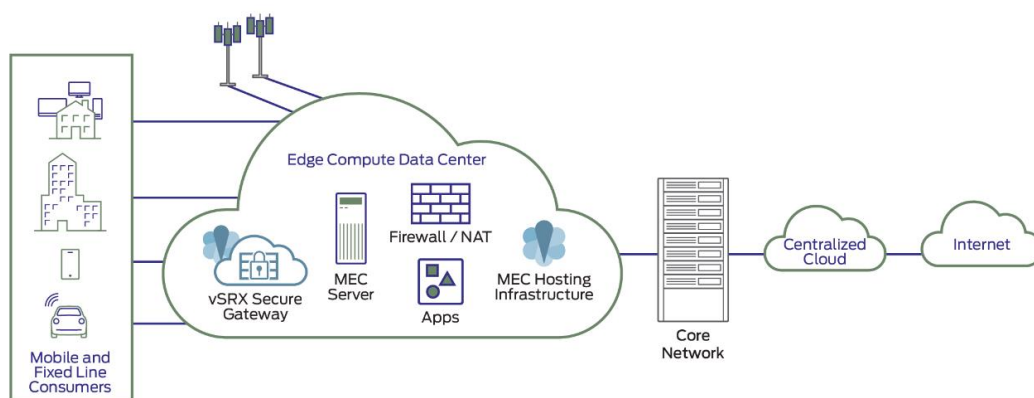 Mobile and
Fixed Line
Consumers
Edge Compute Data Center
vSRX Secure
Gateway
MEC
Server
Firewall / NAT
Apps
MEC Hosting
Infrastructure
Core
Network
Centralized
Cloud
Internet